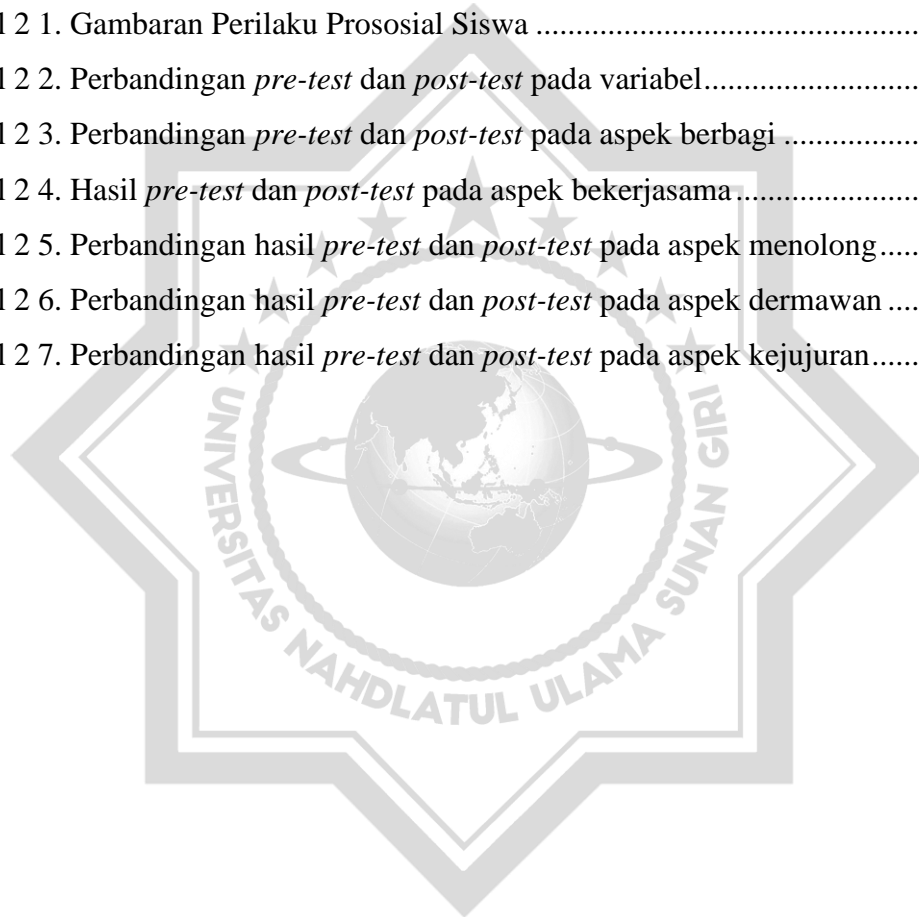 l 2 1. Gambaran Perilaku Prososial Siswa ................................................
l 2 2. Perbandingan pre-test dan post-test pada variabel...........................
l 2 3. Perbandingan pre-test dan post-test pada aspek berbagi .................
l 2 4. Hasil pre-test dan post-test pada aspek bekerjasama.......................
l 2 5. Perbandingan hasil pre-test dan post-test pada aspek menolong.....
l 2 6. Perbandingan hasil pre-test dan post-test pada aspek dermawan ....
l 2 7. Perbandingan hasil pre-test dan post-test pada aspek kejujuran......
UNIVERSITAS NAHDLATUL ULAMA SUNAN GIRI